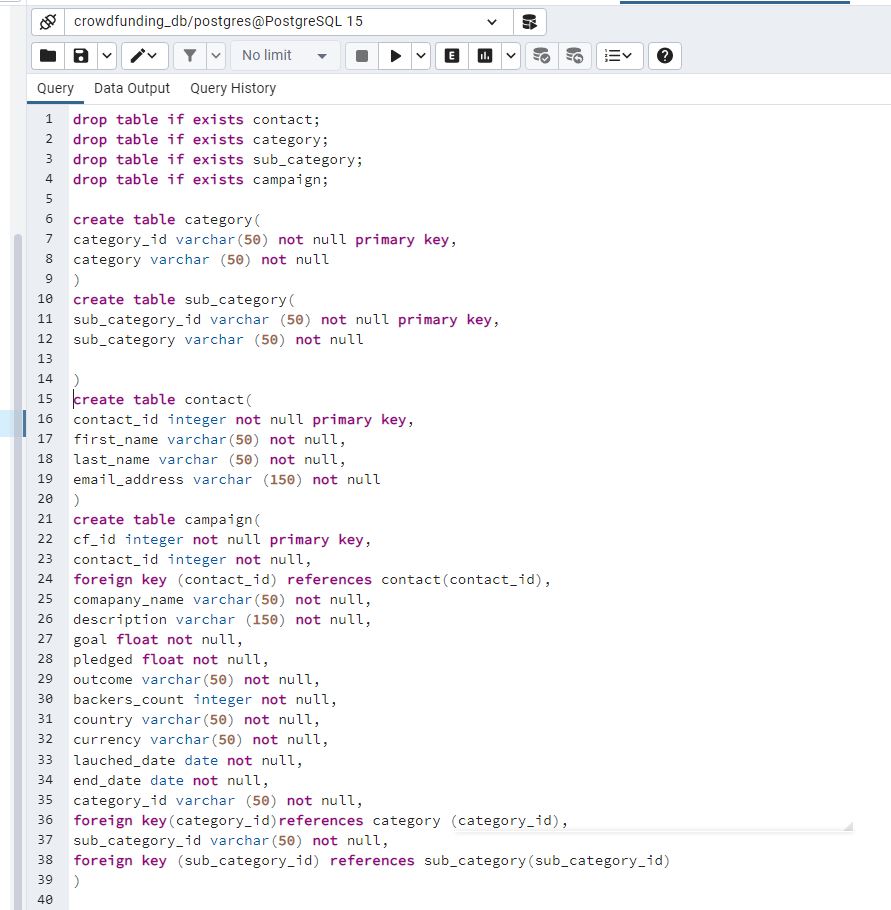 crowdfunding_db/postgres@PostgreSQL 15
No limit
E
Query Data Output Query History
1 drop table if exists contact;
2 drop table if exists category;
3 drop table if exists sub_category;
4 drop table if exists campaign;
5
6 create table category(
7 category_id varchar(50) not null primary key,
8 category varchar (50) not null
9 )
10 create table sub_category(
11 sub_category_id varchar (50) not null primary key,
12 sub_category varchar (50) not null
13
14 )
15 create table contact(
16 contact_id integer not null primary key,
17 first_name varchar(50) not null,
18 last_name varchar (50) not null,
19 email_address varchar (150) not null
20 )
21 create table campaign(
22 cf_id integer not null primary key,
23 contact_id integer not null,
24 foreign key (contact_id) references contact(contact_id),
25 comapany_name varchar(50) not null,
26 description varchar (150) not null,
27 goal float not null,
28 pledged float not null,
29 outcome varchar(50) not null,
30 backers_count integer not null,
31 country varchar(50) not null,
32 currency varchar(50) not null,
33 lauched_date date not null,
34 end_date date not null,
35 category_id varchar (50) not null,
36 foreign key(category_id)references category (category_id),
37 sub_category_id varchar(50) not null,
38 foreign key (sub_category_id) references sub_category(sub_category_id)
39 )
40